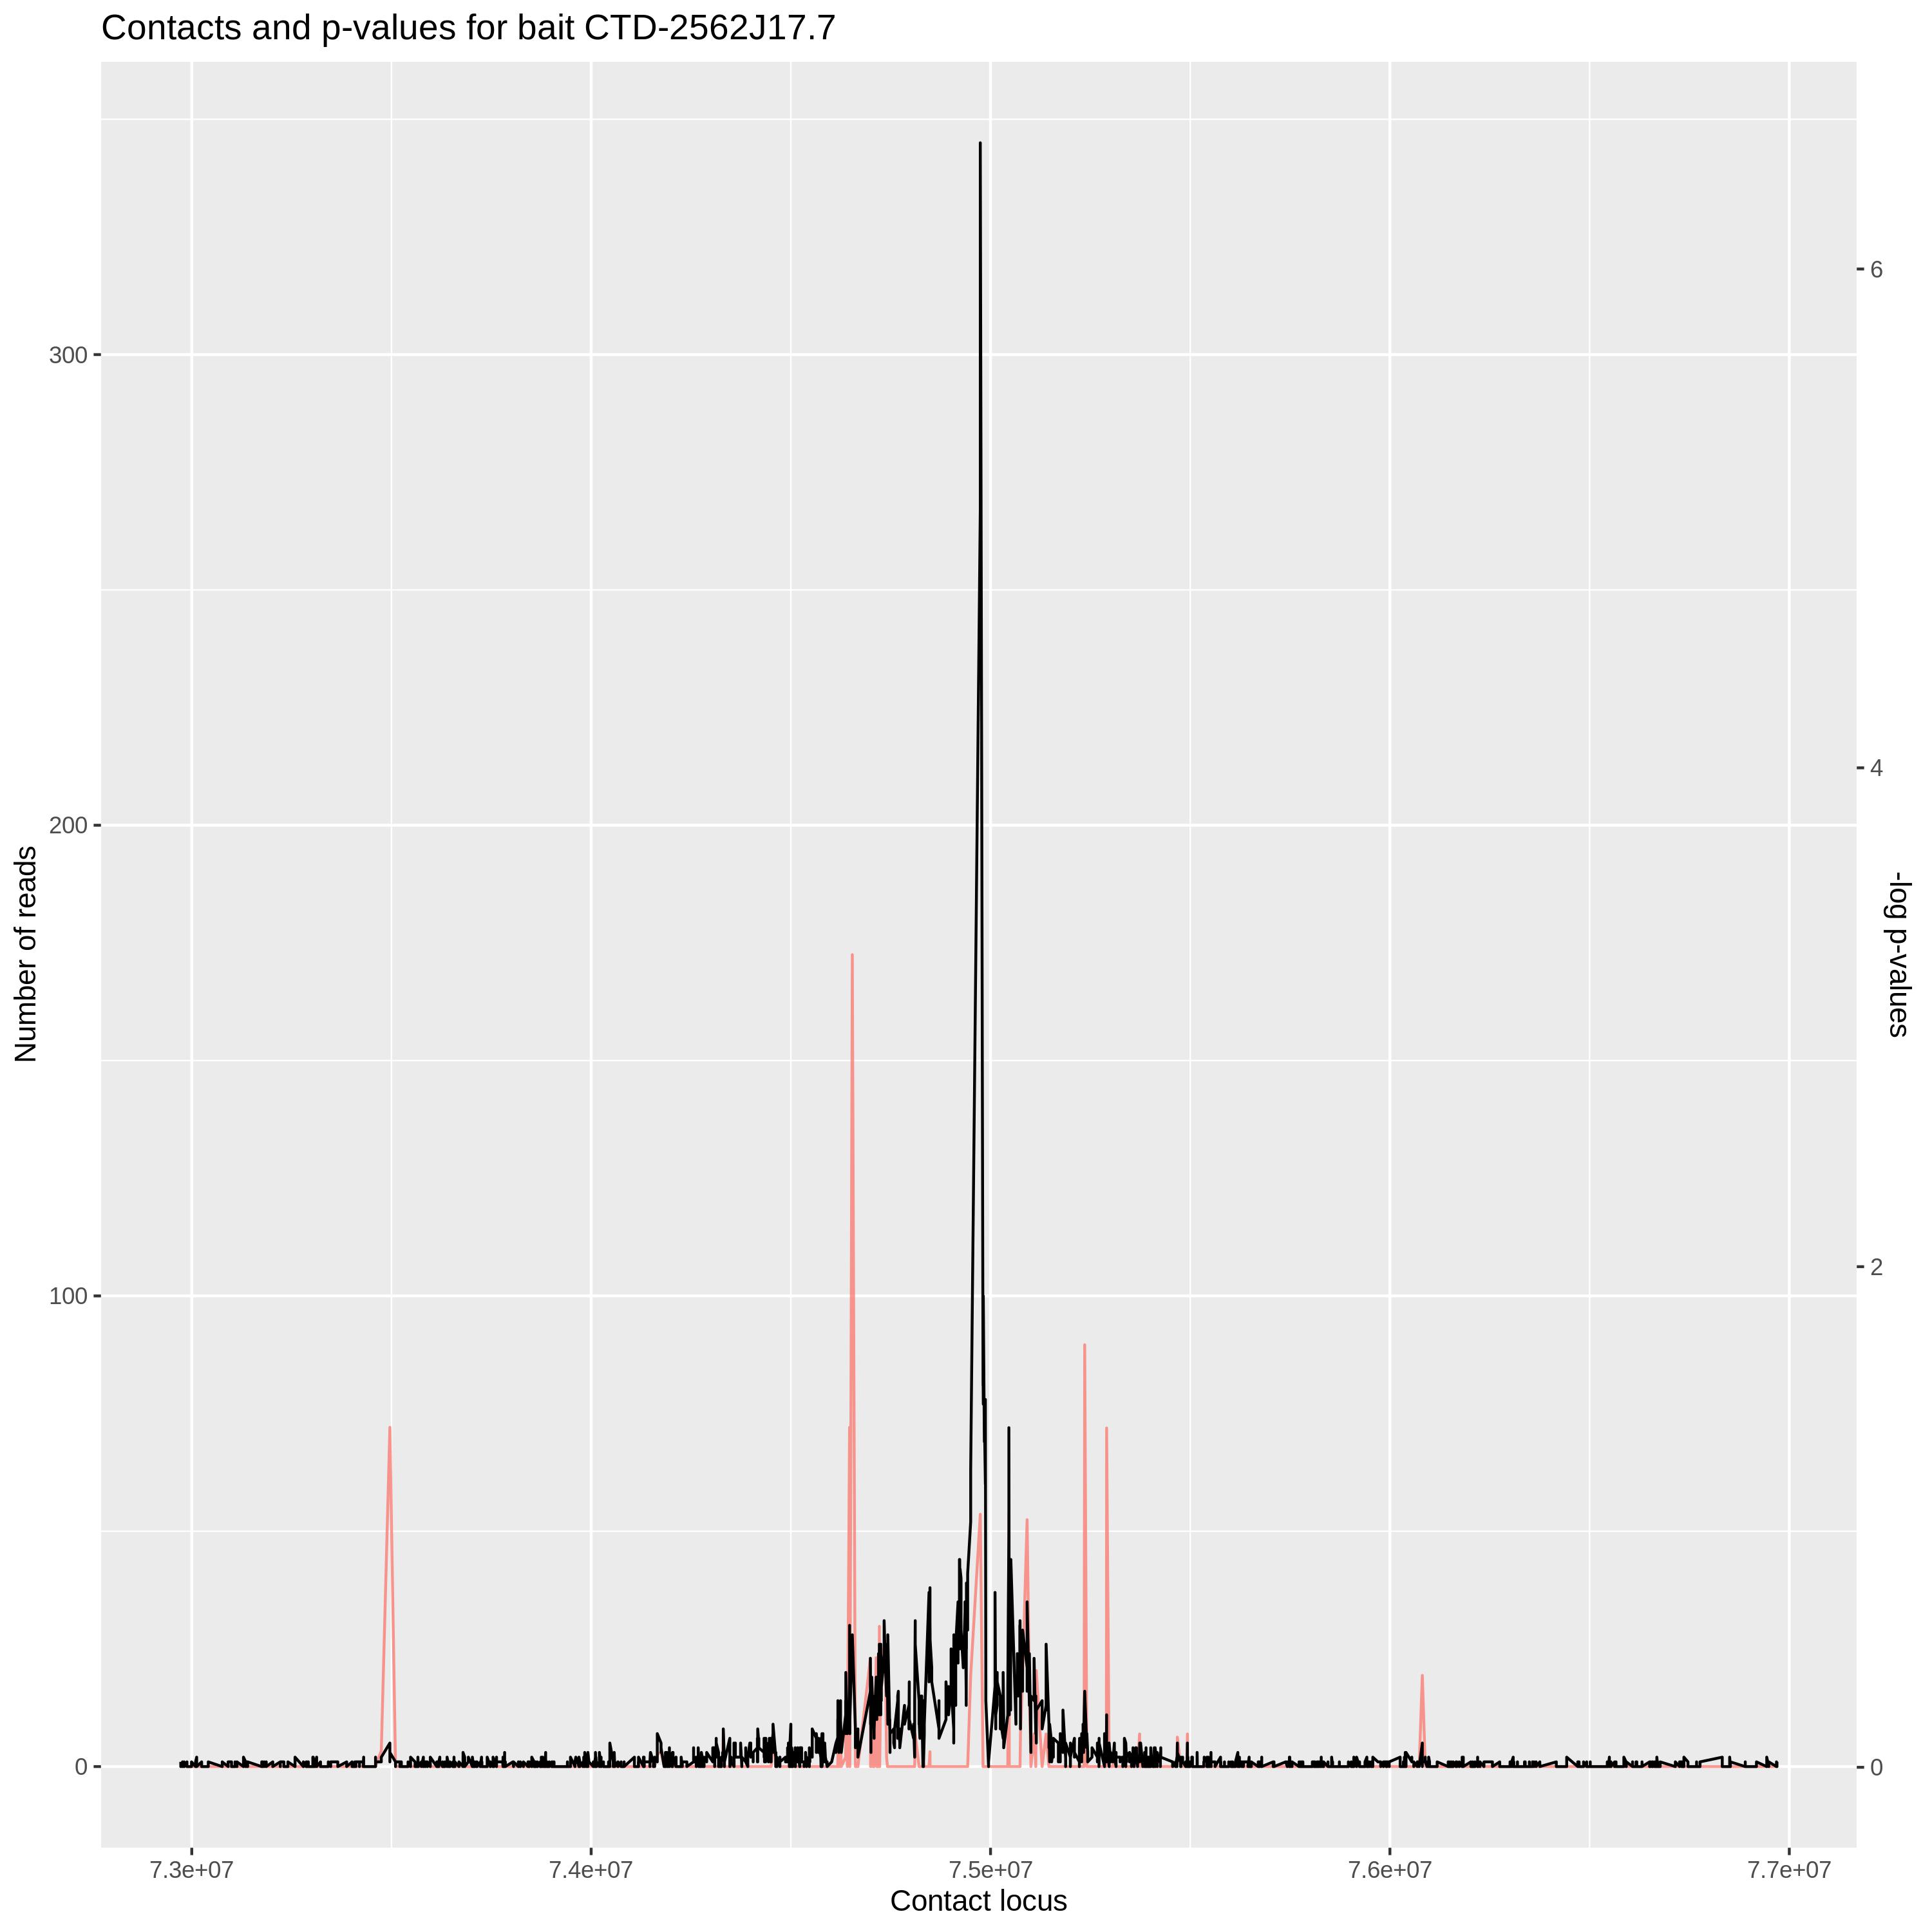 Contacts and p-values for bait CTD-2562J17.7
300
200
100
0
Number of reads
6
4
2
0
-log p-values
7.3e+07 7.4e+07 7.5e+07 7.6e+07 7.7e+07
Contact locus